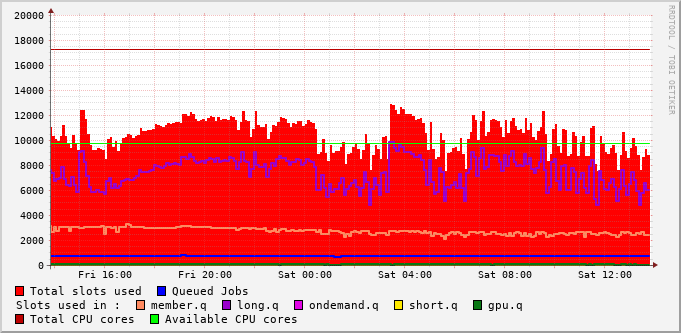 20000
18000
16000
14000
12000
10000
8000
6000
4000
2000
0
Fri 16:00 Fri 20:00 Sat 00:00 Sat 04:00 Sat 08:00 Sat 12:00
RRDTOOL / TOBI OETIKER
Total slots used Queued Jobs
Slots used in : member.q long.q ondemand.q short.q gpu.q
Total CPU cores Available CPU cores